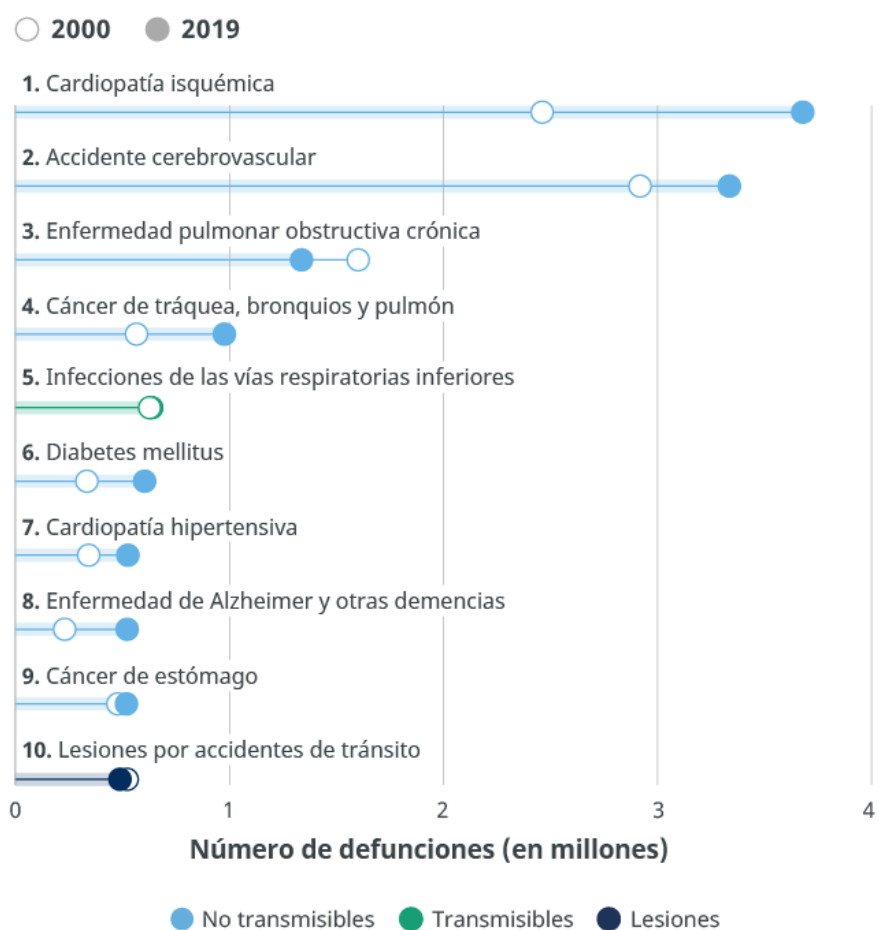 2000 2019
1. Cardiopatía isquémica
2. Accidente cerebrovascular
3. Enfermedad pulmonar obstructiva crónica
4. Cáncer de tráquea, bronquios y pulmón
5. Infecciones de las vías respiratorias inferiores
6. Diabetes mellitus
7. Cardiopatía hipertensiva
8. Enfermedad de Alzheimer y otras demencias
9. Cáncer de estómago
10. Lesiones por accidentes de tránsito
0 1 2 3 4
Número de defunciones (en millones)
No transmisibles Transmisibles Lesiones